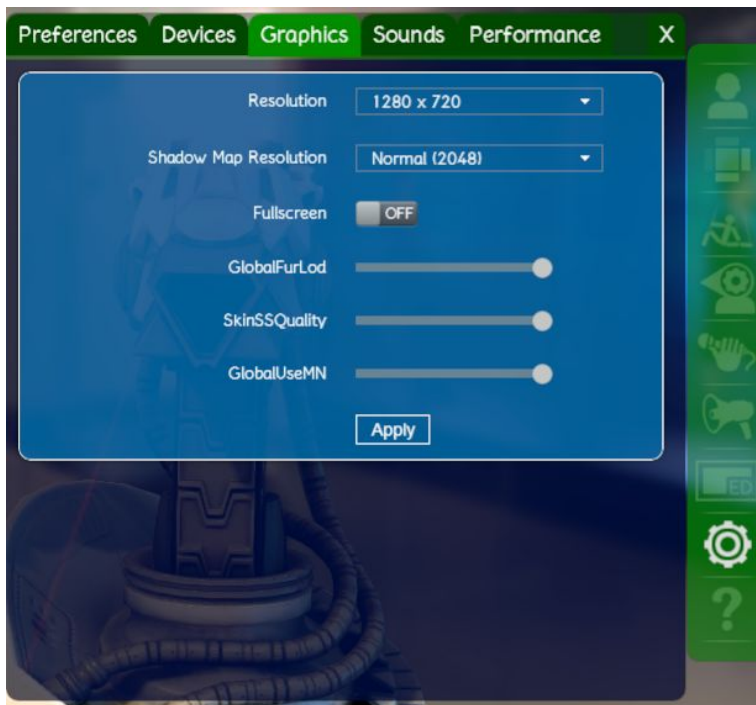 Preferences Devices Graphics Sounds Performance X
Resolution 1280 x 720
Shadow Map Resolution Normal (2048)
Fullscreen OFF
GlobalFurLod
SkinSSQuality
GlobalUseMN
Apply
ED
?